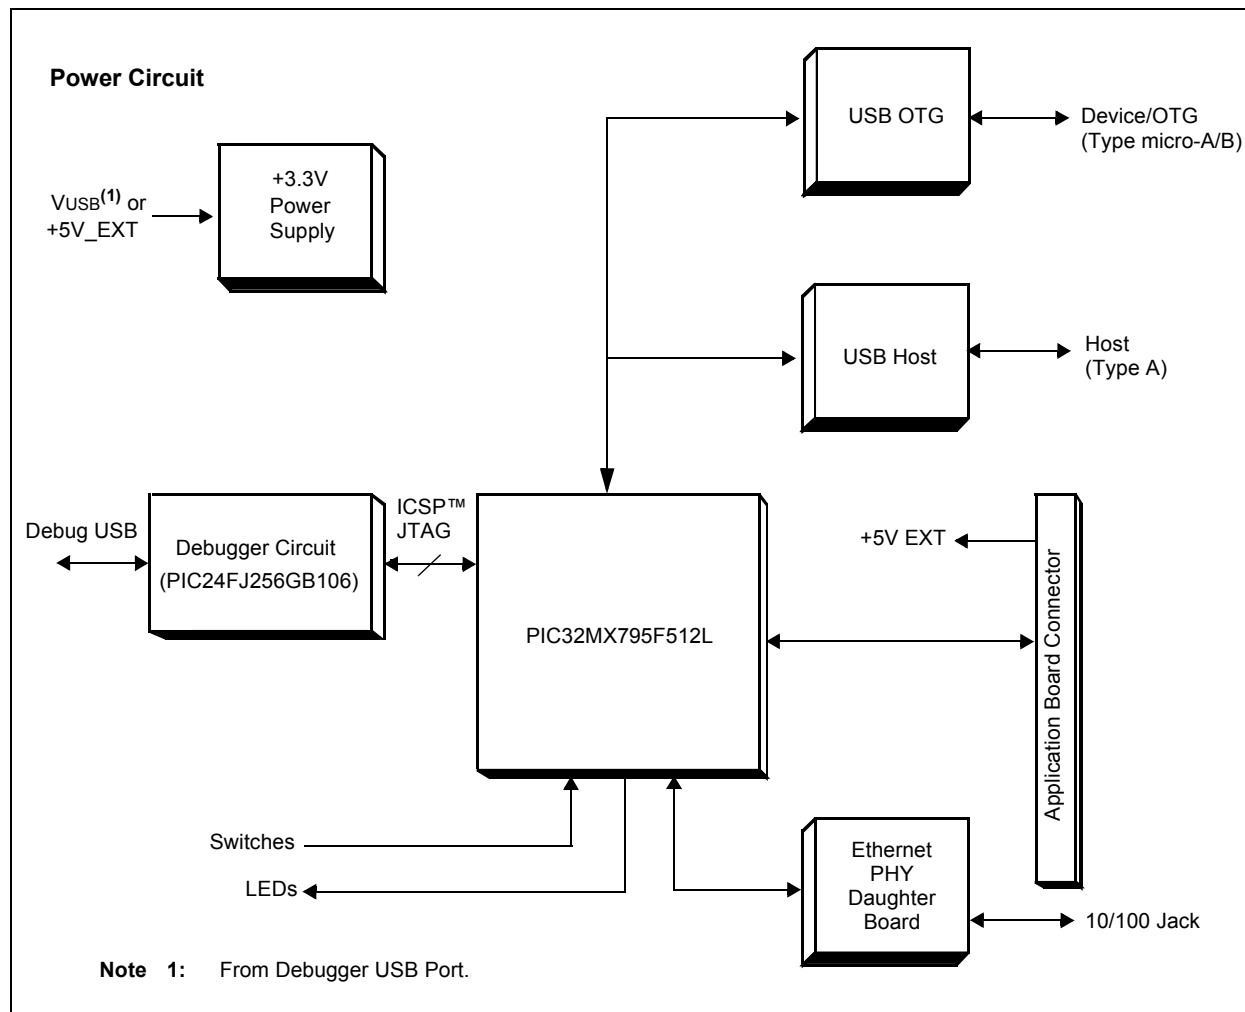 Power Circuit
+3.3V
Power
Supply
VUSB(1) or
+5V_EXT
USB OTG
Device/OTG
(Type micro-A/B)
USB Host
Host
(Type A)
Debug USB
Debugger Circuit
(PIC24FJ256GB106)
ICSP™
JTAG
PIC32MX795F512L
+5V EXT
Application Board Connector
Switches
LEDs
Ethernet
PHY
Daughter
Board
10/100 Jack
Note 1: From Debugger USB Port.